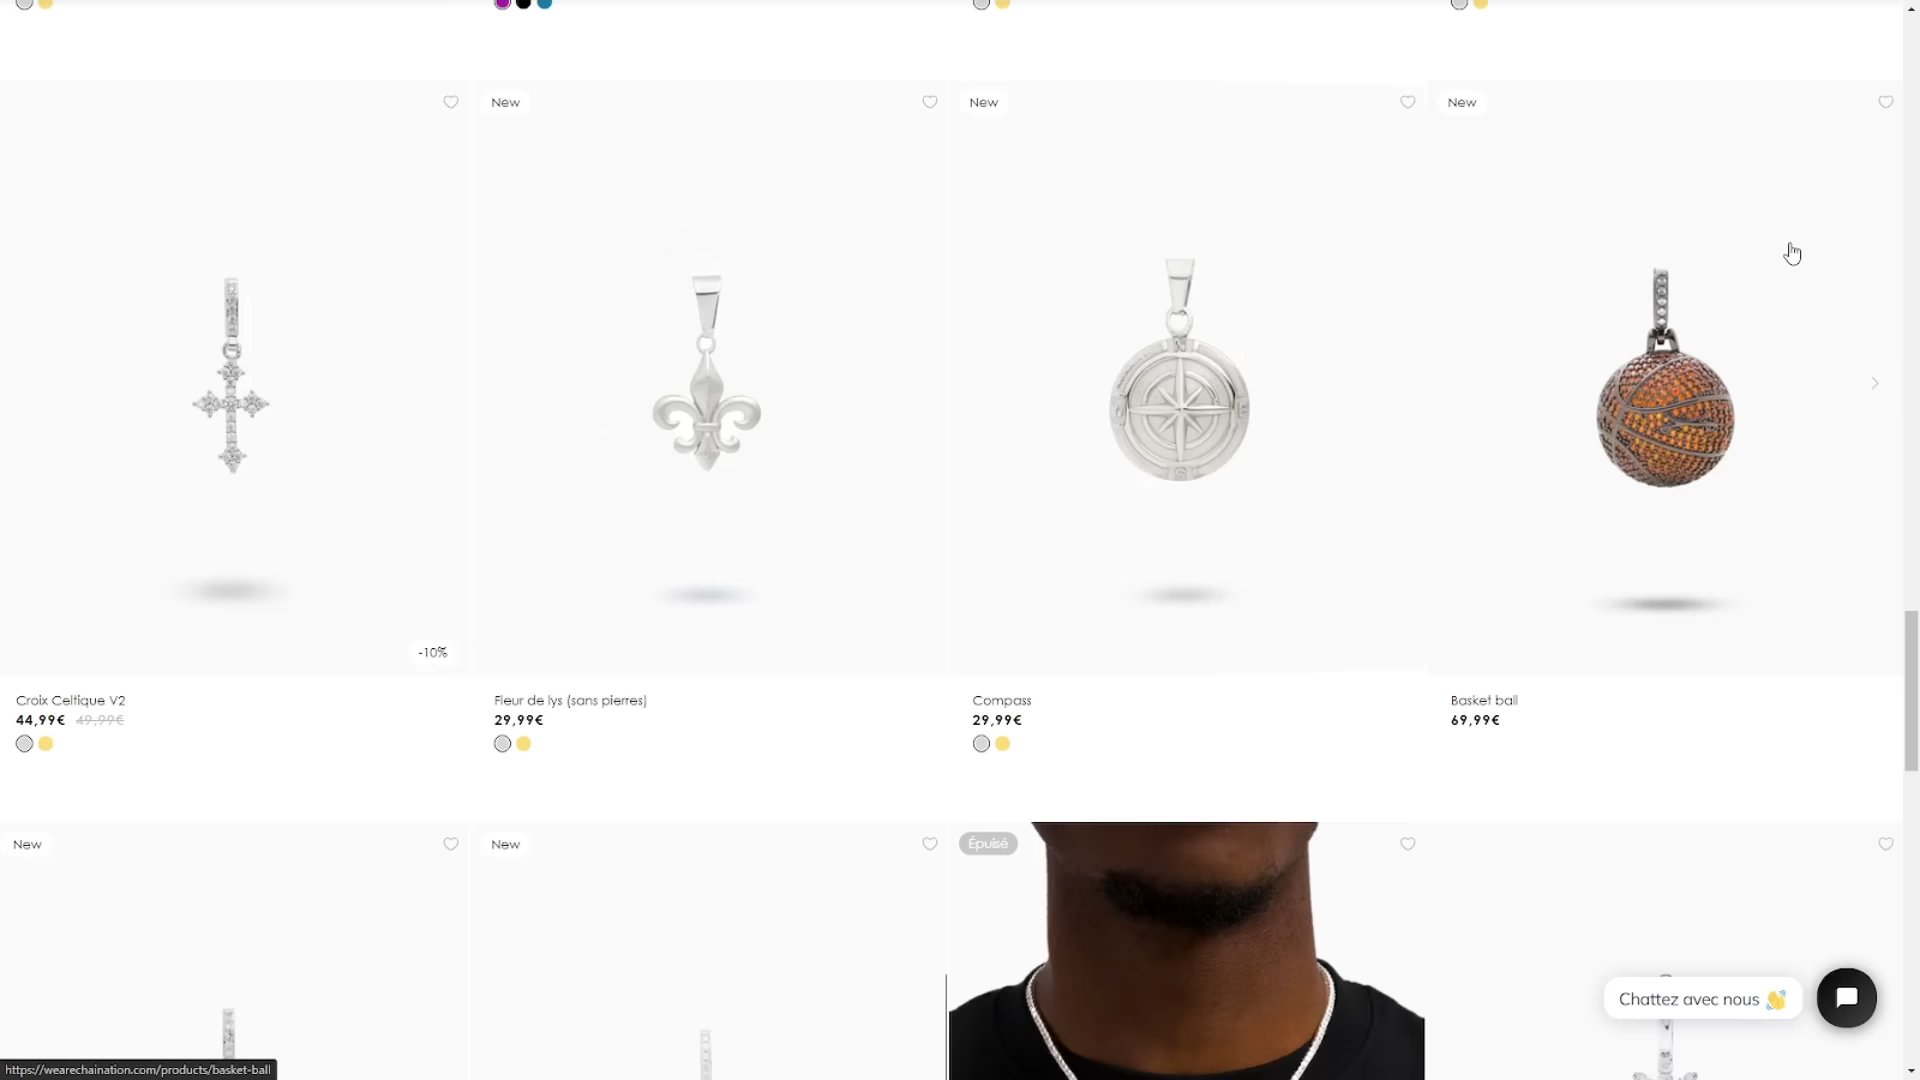 New
New
New
-10%
Croix Celtique V2
44,99€ 49,99€
Fleur de lys (sans pierres)
29,99€
Compass
29,99€
Basket ball
69,99€
New
New
Épuisé
Chattez avec nous 👋
https://wearechaination.com/products/basket-ball
N
S